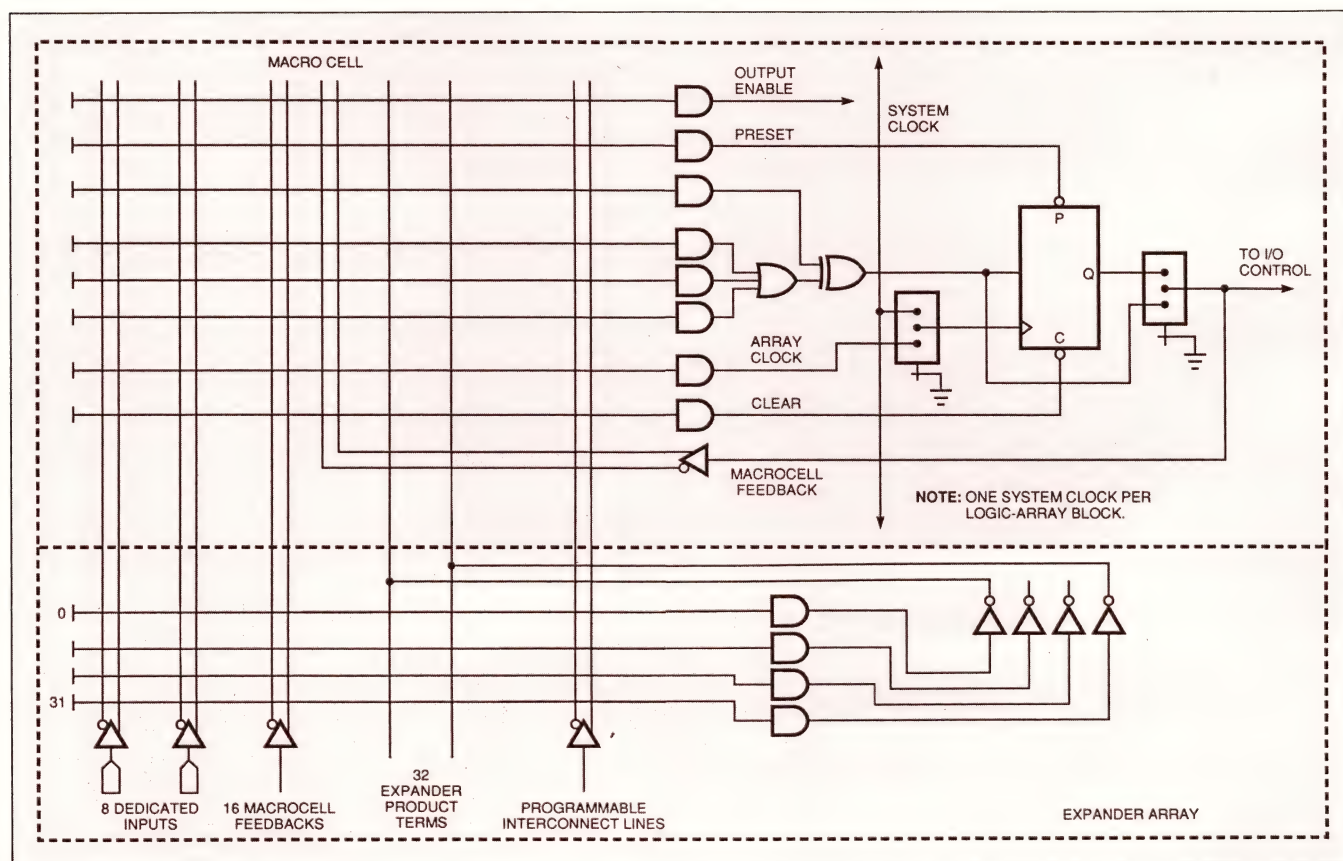 MACRO CELL
OUTPUT
ENABLE
SYSTEM
CLOCK
PRESET
P
Q
TO I/O
CONTROL
ARRAY
CLOCK
C
CLEAR
MACROCELL
FEEDBACK
NOTE: ONE SYSTEM CLOCK PER
LOGIC-ARRAY BLOCK.
0
31
8 DEDICATED
INPUTS
16 MACROCELL
FEEDBACKS
32
EXPANDER
PRODUCT
TERMS
PROGRAMMABLE
INTERCONNECT LINES
EXPANDER ARRAY